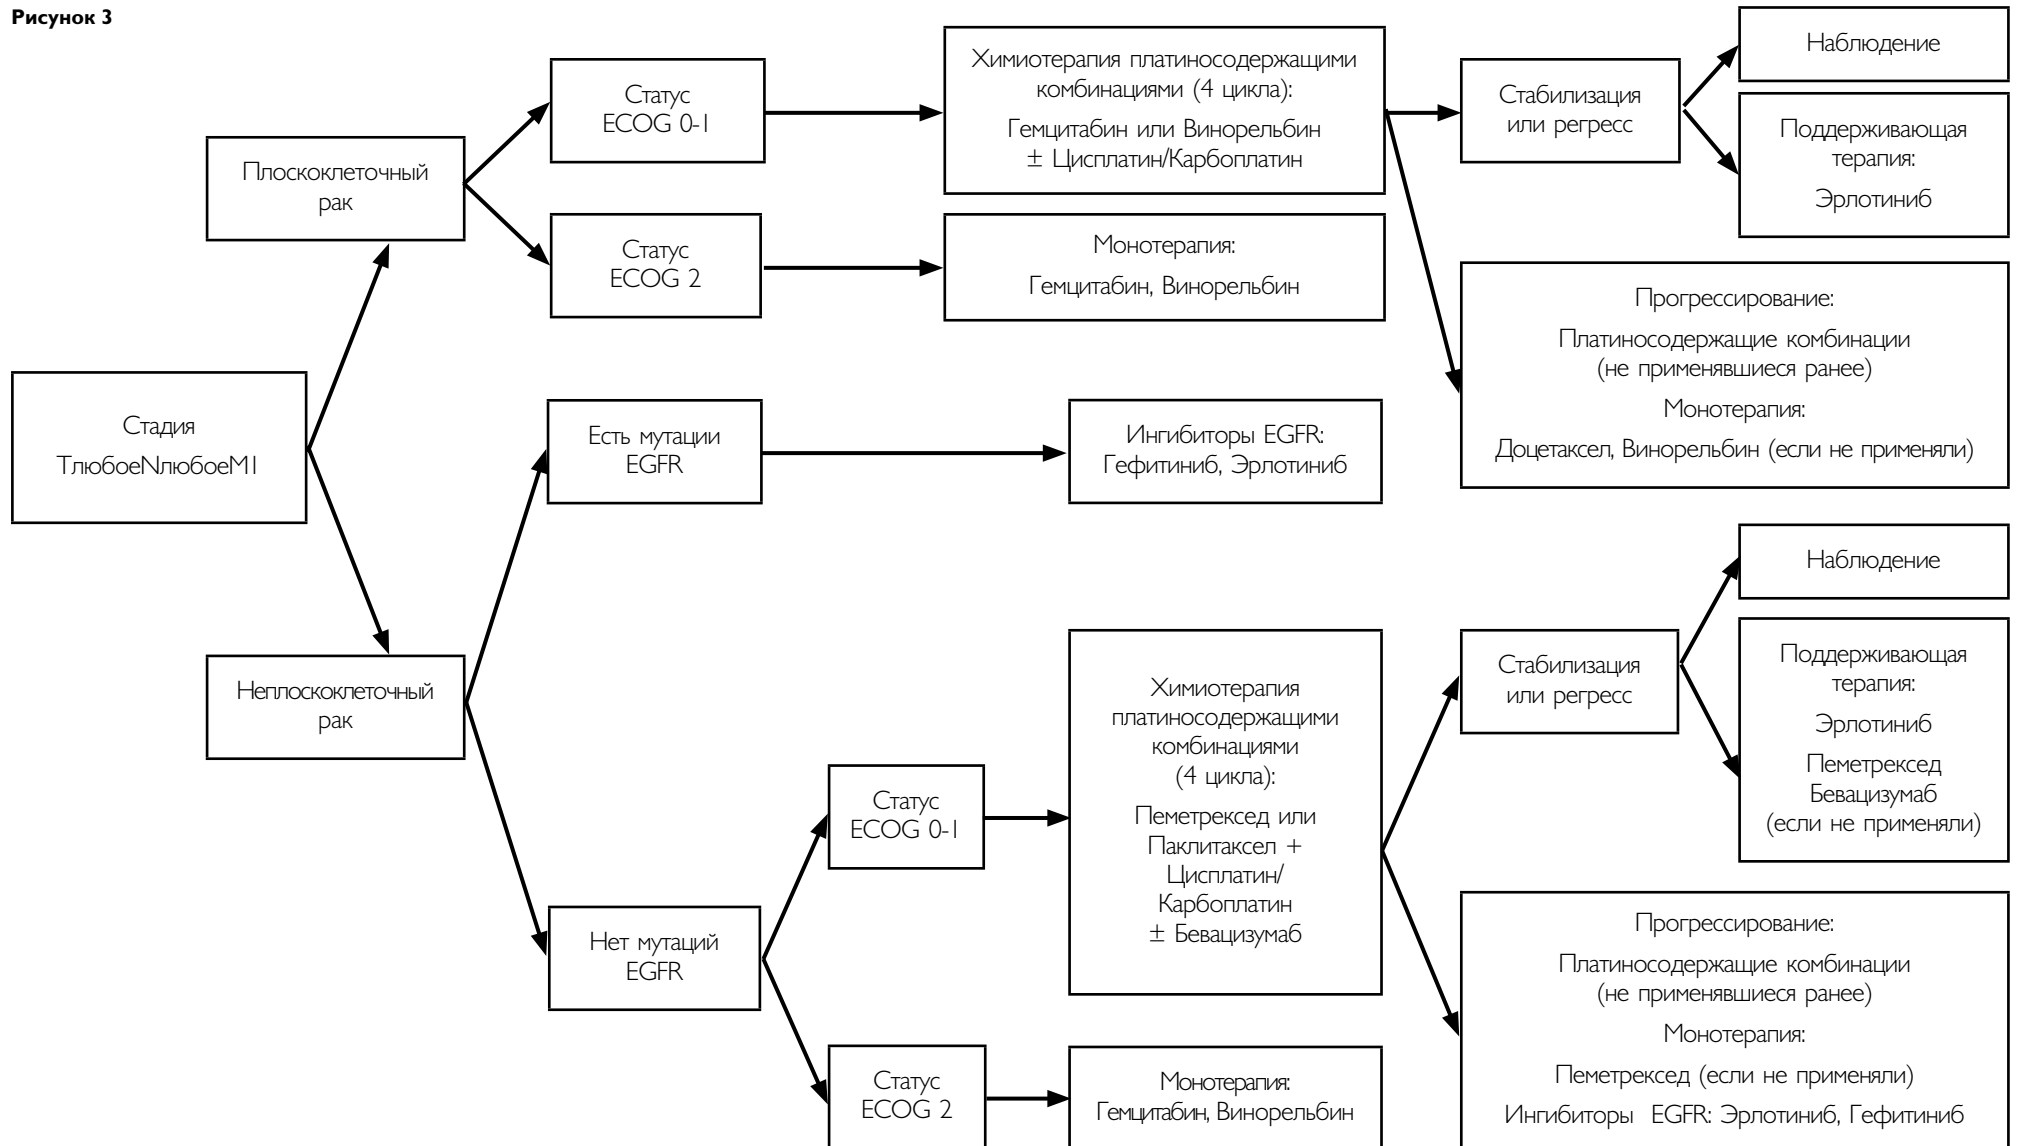 Рисунок 3
Стадия
TлюбоеNлюбоеM1
Плоскоклеточный
рак
Статус
ECOG 0-1
Химиотерапия платиносодержащими
комбинациями (4 цикла):
Гемцитабин или Винорельбин
± Цисплатин/Карбоплатин
Стабилизация
или регресс
Наблюдение
Поддерживающая
терапия:
Эрлотиниб
Статус
ECOG 2
Монотерапия:
Гемцитабин, Винорельбин
Прогрессирование:
Платиносодержащие комбинации
(не применявшиеся ранее)
Монотерапия:
Доцетаксел, Винорельбин (если не применяли)
Неплоскоклеточный
рак
Есть мутации
EGFR
Ингибиторы EGFR:
Гефитиниб, Эрлотиниб
Нет мутаций
EGFR
Статус
ECOG 0-1
Химиотерапия
платиносодержащими
комбинациями
(4 цикла):
Пеметрексед или
Паклитаксел +
Цисплатин/
Карбоплатин
± Бевацизумаб
Стабилизация
или регресс
Наблюдение
Поддерживающая
терапия:
Эрлотиниб
Пеметрексед
Бевацизумаб
(если не применяли)
Прогрессирование:
Платиносодержащие комбинации
(не применявшиеся ранее)
Монотерапия:
Пеметрексед (если не применяли)
Ингибиторы EGFR: Эрлотиниб, Гефитиниб
Статус
ECOG 2
Монотерапия:
Гемцитабин, Винорельбин